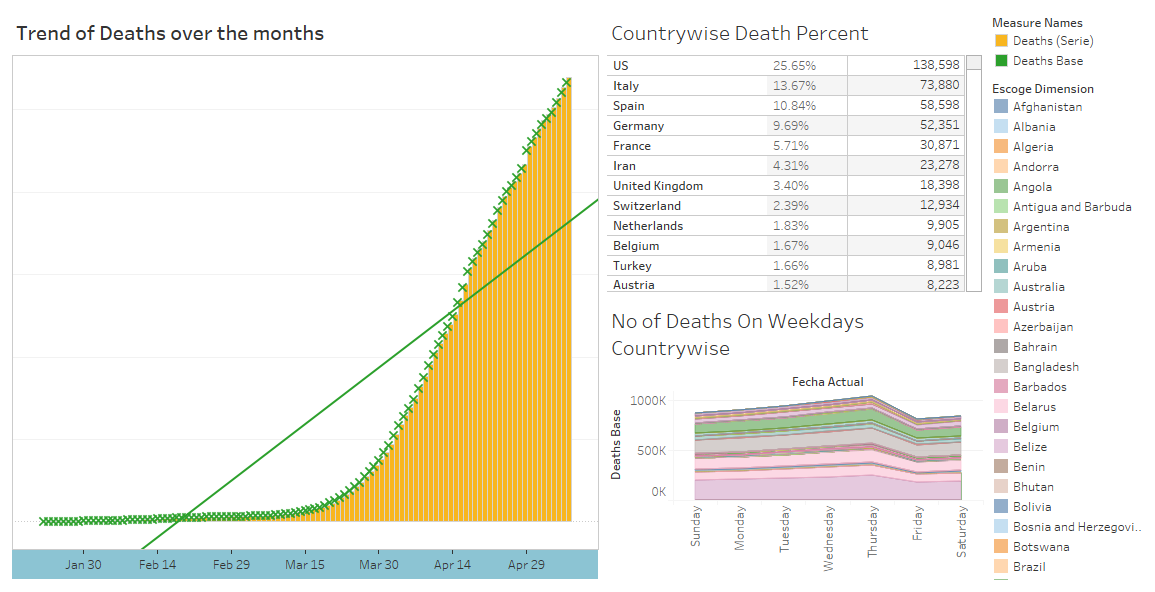 Trend of Deaths over the months
Jan 30 Feb 14 Feb 29 Mar 15 Mar 30 Apr 14 Apr 29
Countrywise Death Percent
US 25.65% 138,598
Italy 13.67% 73,880
Spain 10.84% 58,598
Germany 9.69% 52,351
France 5.71% 30,871
Iran 4.31% 23,278
United Kingdom 3.40% 18,398
Switzerland 2.39% 12,934
Netherlands 1.83% 9,905
Belgium 1.67% 9,046
Turkey 1.66% 8,981
Austria 1.52% 8,223
No of Deaths On Weekdays
Countrywise
Fecha Actual
Deaths Base
1000K
500K
0K
Sunday Monday Tuesday Wednesday Thursday Friday Saturday
Measure Names
Deaths (Serie)
Deaths Base
Escoge Dimension
Afghanistan
Albania
Algeria
Andorra
Angola
Antigua and Barbuda
Argentina
Armenia
Aruba
Australia
Austria
Azerbaijan
Bahrain
Bangladesh
Barbados
Belarus
Belgium
Belize
Benin
Bhutan
Bolivia
Bosnia and Herzegovi..
Botswana
Brazil